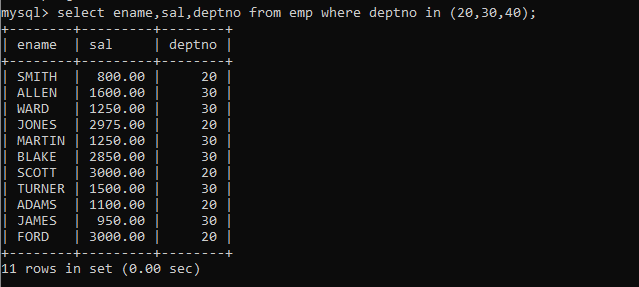 mysql> select ename,sal,deptno from emp where deptno in (20,30,40);
+--------+---------+--------+
| ename  | sal     | deptno |
+--------+---------+--------+
| SMITH  |  800.00 |     20 |
| ALLEN  | 1600.00 |     30 |
| WARD   | 1250.00 |     30 |
| JONES  | 2975.00 |     20 |
| MARTIN | 1250.00 |     30 |
| BLAKE  | 2850.00 |     30 |
| SCOTT  | 3000.00 |     20 |
| TURNER | 1500.00 |     30 |
| ADAMS  | 1100.00 |     20 |
| JAMES  |  950.00 |     30 |
| FORD   | 3000.00 |     20 |
+--------+---------+--------+
11 rows in set (0.00 sec)